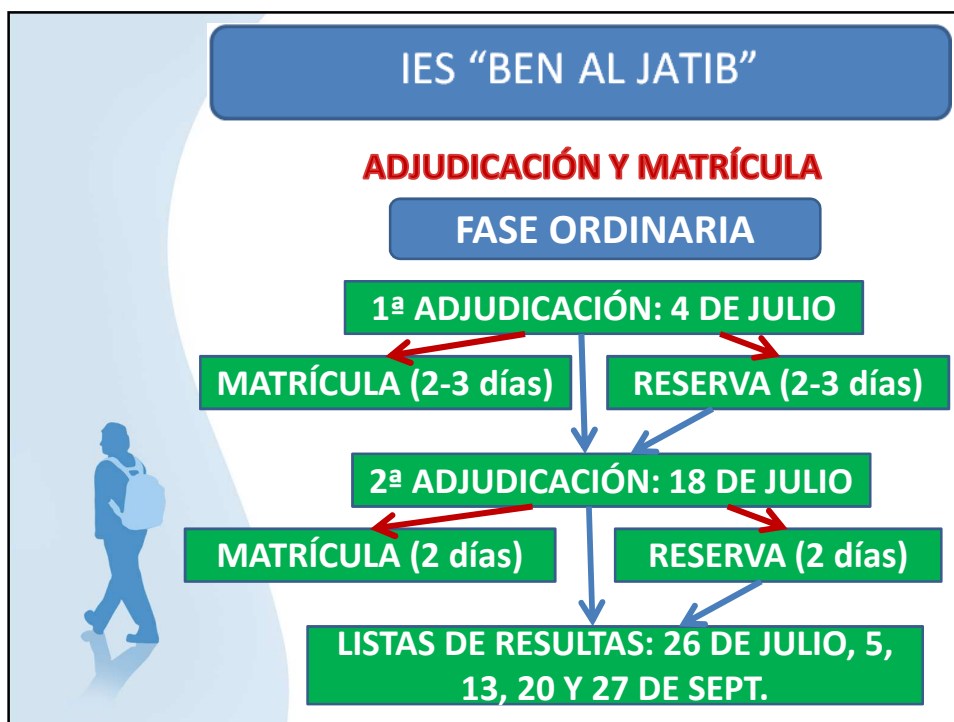 IES “BEN AL JATIB”
ADJUDICACIÓN Y MATRÍCULA
FASE ORDINARIA
1ª ADJUDICACIÓN: 4 DE JULIO
MATRÍCULA (2-3 días)
RESERVA (2-3 días)
2ª ADJUDICACIÓN: 18 DE JULIO
MATRÍCULA (2 días)
RESERVA (2 días)
LISTAS DE RESULTAS: 26 DE JULIO, 5,
13, 20 Y 27 DE SEPT.